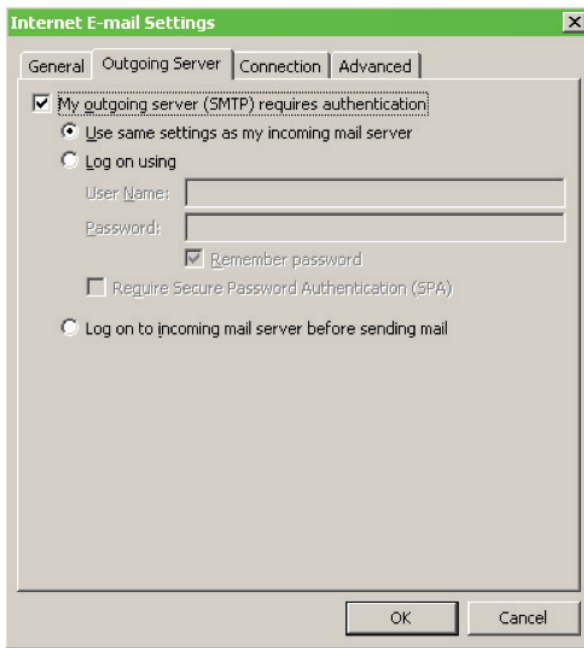 Internet E-mail Settings
General Outgoing Server Connection Advanced
My outgoing server (SMTP) requires authentication
Use same settings as my incoming mail server
Log on using
User Name:
Password:
Remember password
Require Secure Password Authentication (SPA)
Log on to incoming mail server before sending mail
OK Cancel